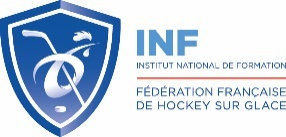 INF
INSTITUT NATIONAL DE FORMATION
FÉDÉRATION FRANÇAISE
DE HOCKEY SUR GLACE